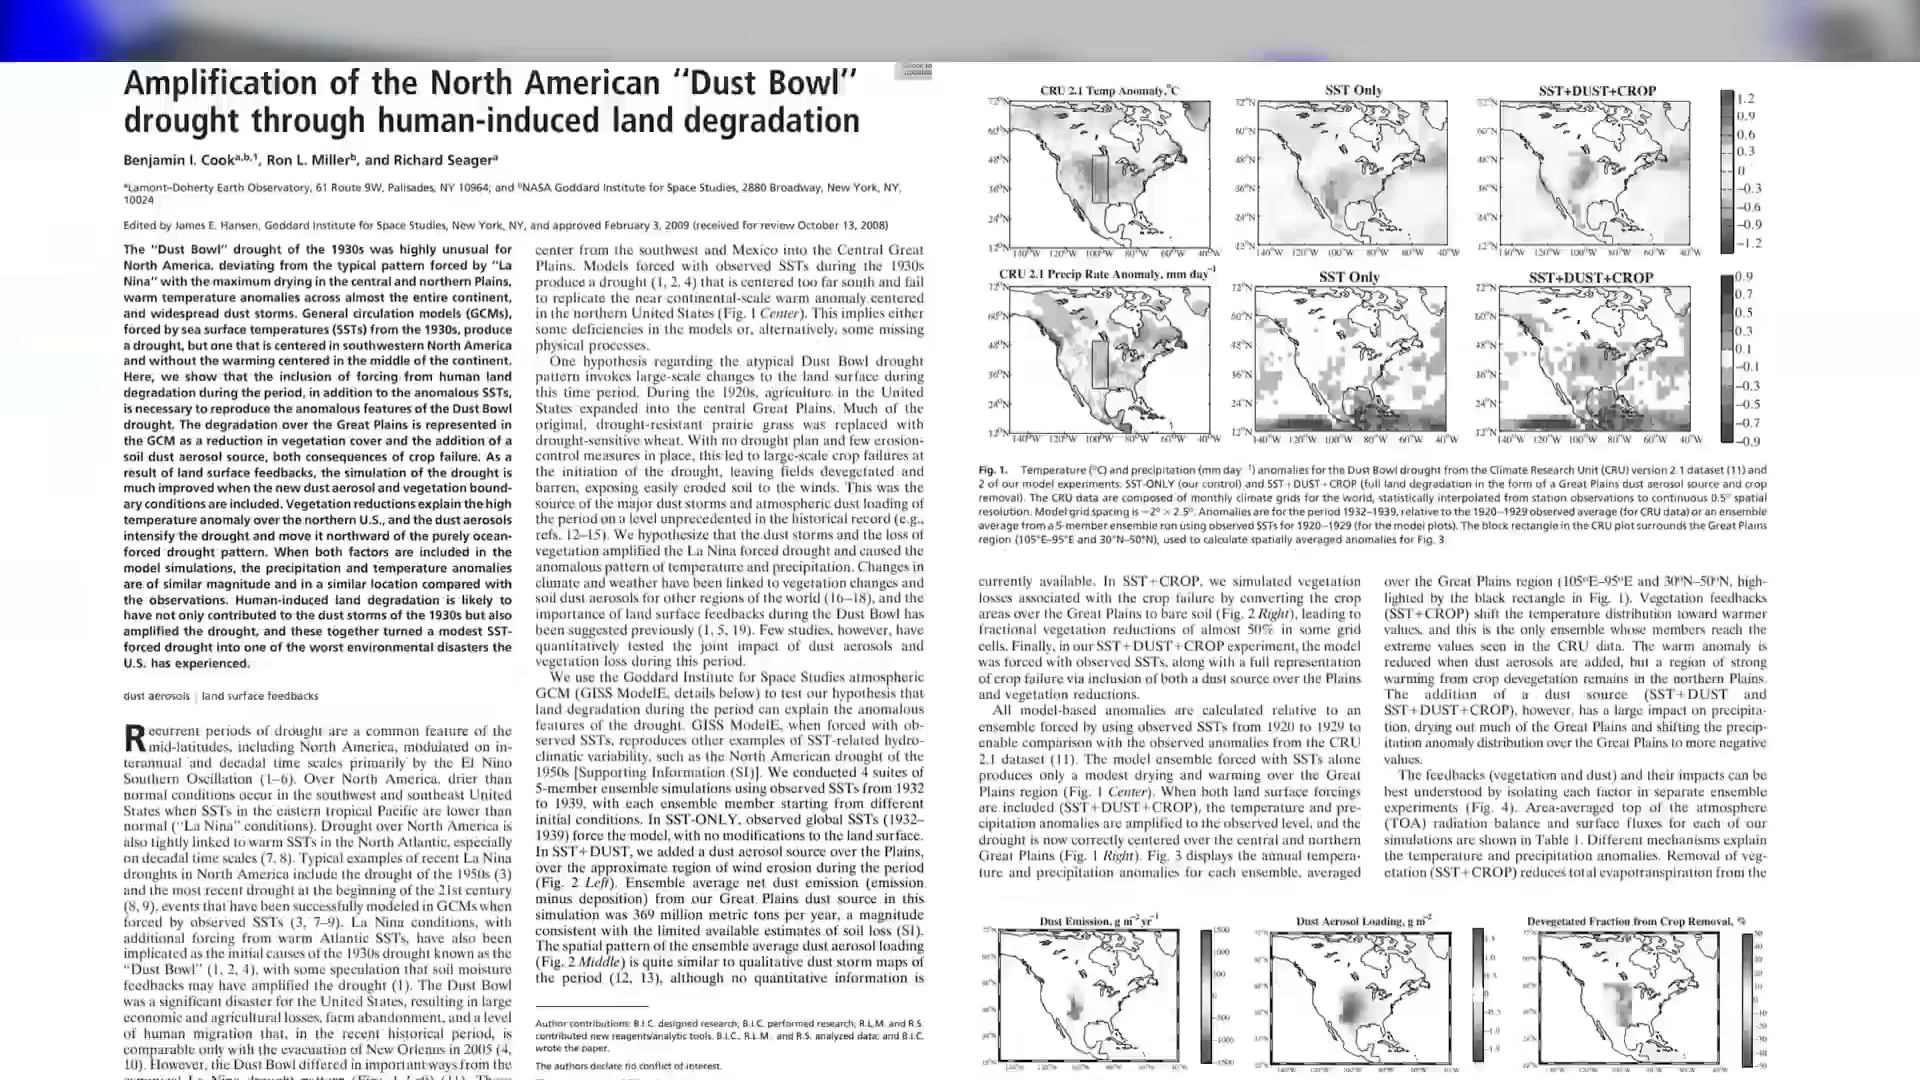 Amplification of the North American “Dust Bowl”
drought through human-induced land degradation
Benjamin I. Cooka,b,1, Ron L. Millerb, and Richard Seagera
aLamont–Doherty Earth Observatory, 61 Route 9W, Palisades, NY 10964; and bNASA Goddard Institute for Space Studies, 2880 Broadway, New York, NY,
10024
Edited by James E. Hansen, Goddard Institute for Space Studies, New York, NY, and approved February 3, 2009 (received for review October 13, 2008)
The “Dust Bowl” drought of the 1930s was highly unusual for
North America, deviating from the typical pattern forced by “La
Nina” with the maximum drying in the central and northern Plains,
warm temperature anomalies across almost the entire continent,
and widespread dust storms. General circulation models (GCMs),
forced by sea surface temperatures (SSTs) from the 1930s, produce
a drought, but one that is centered in southwestern North America
and without the warming centered in the middle of the continent.
Here, we show that the inclusion of forcing from human land
degradation during the period, in addition to the anomalous SSTs,
is necessary to reproduce the anomalous features of the Dust Bowl
drought. The degradation over the Great Plains is represented in
the GCM as a reduction in vegetation cover and the addition of a
soil dust aerosol source, both consequences of crop failure. As a
result of land surface feedbacks, the simulation of the drought is
much improved when the new dust aerosol and vegetation bound-
ary conditions are included. Vegetation reductions explain the high
temperature anomaly over the northern U.S., and the dust aerosols
intensify the drought and move it northward of the purely ocean-
forced drought pattern. When both factors are included in the
model simulations, the precipitation and temperature anomalies
are of similar magnitude and in a similar location compared with
the observations. Human-induced land degradation is likely to
have not only contributed to the dust storms of the 1930s but also
amplified the drought, and these together turned a modest SST-
forced drought into one of the worst environmental disasters the
U.S. has experienced.
dust aerosols | land surface feedbacks
Recurrent periods of drought are a common feature of the
mid-latitudes, including North America, modulated on in-
terannual and decadal time scales primarily by the El Nino
Southern Oscillation (1–6). Over North America, drier than
normal conditions occur in the southwest and southeast United
States when SSTs in the eastern tropical Pacific are lower than
normal (“La Nina” conditions). Drought over North America is
also tightly linked to warm SSTs in the North Atlantic, especially
on decadal time scales (7, 8). Typical examples of recent La Nina
droughts in North America include the drought of the 1950s (3)
and the most recent drought at the beginning of the 21st century
(8, 9), events that have been successfully modeled in GCMs when
forced by observed SSTs (3, 7–9). La Nina conditions, with
additional forcing from warm Atlantic SSTs, have also been
implicated as the initial causes of the 1930s drought known as the
“Dust Bowl” (1, 2, 4), with some speculation that soil moisture
feedbacks may have amplified the drought (1). The Dust Bowl
was a significant disaster for the United States, resulting in large
economic and agricultural losses, farm abandonment, and a level
of human migration that, in the recent historical period, is
comparable only with the evacuation of New Orleans in 2005 (4,
10). However, the Dust Bowl differed in important ways from the
center from the southwest and Mexico into the Central Great
Plains. Models forced with observed SSTs during the 1930s
produce a drought (1, 2, 4) that is centered too far south and fail
to replicate the near continental-scale warm anomaly centered
in the northern United States (Fig. 1 Center). This implies either
some deficiencies in the models or, alternatively, some missing
physical processes.
One hypothesis regarding the atypical Dust Bowl drought
pattern invokes large-scale changes to the land surface during
this time period. During the 1920s, agriculture in the United
States expanded into the central Great Plains. Much of the
original, drought-resistant prairie grass was replaced with
drought-sensitive wheat. With no drought plan and few erosion-
control measures in place, this led to large-scale crop failures at
the initiation of the drought, leaving fields devegetated and
barren, exposing easily eroded soil to the winds. This was the
source of the major dust storms and atmospheric dust loading of
the period on a level unprecedented in the historical record (e.g.,
refs. 12–15). We hypothesize that the dust storms and the loss of
vegetation amplified the La Nina forced drought and caused the
anomalous pattern of temperature and precipitation. Changes in
climate and weather have been linked to vegetation changes and
soil dust aerosols for other regions of the world (16–18), and the
importance of land surface feedbacks during the Dust Bowl has
been suggested previously (1, 5, 19). Few studies, however, have
quantitatively tested the joint impact of dust aerosols and
vegetation loss during this period.
We use the Goddard Institute for Space Studies atmospheric
GCM (GISS ModelE, details below) to test our hypothesis that
land degradation during the period can explain the anomalous
features of the drought. GISS ModelE, when forced with ob-
served SSTs, reproduces other examples of SST-related hydro-
climatic variability, such as the North American drought of the
1950s [Supporting Information (SI)]. We conducted 4 suites of
5-member ensemble simulations using observed SSTs from 1932
to 1939, with each ensemble member starting from different
initial conditions. In SST-ONLY, observed global SSTs (1932–
1939) force the model, with no modifications to the land surface.
In SST+DUST, we added a dust aerosol source over the Plains,
over the approximate region of wind erosion during the period
(Fig. 2 Left). Ensemble average net dust emission (emission
minus deposition) from our Great Plains dust source in this
simulation was 369 million metric tons per year, a magnitude
consistent with the limited available estimates of soil loss (SI).
The spatial pattern of the ensemble average dust aerosol loading
(Fig. 2 Middle) is quite similar to qualitative dust storm maps of
the period (12, 13), although no quantitative information is
Author contributions: B.I.C. designed research; B.I.C. performed research; R.L.M. and R.S.
contributed new reagents/analytic tools; B.I.C., R.L.M., and R.S. analyzed data; and B.I.C.
wrote the paper.
The authors declare no conflict of interest.
CRU 2.1 Temp Anomaly,°C
SST Only
SST+DUST+CROP
1.2
0.9
0.6
0.3
0
−0.3
−0.6
−0.9
−1.2
CRU 2.1 Precip Rate Anomaly, mm day−1
SST Only
SST+DUST+CROP
0.9
0.7
0.5
0.3
0.1
−0.1
−0.3
−0.5
−0.7
−0.9
Fig. 1. Temperature (°C) and precipitation (mm day−1) anomalies for the Dust Bowl drought from the Climate Research Unit (CRU) version 2.1 dataset (11) and
2 of our model experiments: SST-ONLY (our control) and SST+DUST+CROP (full land degradation in the form of a Great Plains dust aerosol source and crop
removal). The CRU data are composed of monthly climate grids for the world, statistically interpolated from station observations to continuous 0.5° spatial
resolution. Model grid spacing is ~2° × 2.5°. Anomalies are for the period 1932–1939, relative to the 1920–1929 observed average (for CRU data) or an ensemble
average from a 5-member ensemble run using observed SSTs for 1920–1929 (for the model plots). The block rectangle in the CRU plot surrounds the Great Plains
region (105°E–95°E and 30°N–50°N), used to calculate spatially averaged anomalies for Fig. 3.
currently available. In SST+CROP, we simulated vegetation
losses associated with the crop failure by converting the crop
areas over the Great Plains to bare soil (Fig. 2 Right), leading to
fractional vegetation reductions of almost 50% in some grid
cells. Finally, in our SST+DUST+CROP experiment, the model
was forced with observed SSTs, along with a full representation
of crop failure via inclusion of both a dust source over the Plains
and vegetation reductions.
All model-based anomalies are calculated relative to an
ensemble forced by using observed SSTs from 1920 to 1929 to
enable comparison with the observed anomalies from the CRU
2.1 dataset (11). The model ensemble forced with SSTs alone
produces only a modest drying and warming over the Great
Plains region (Fig. 1 Center). When both land surface forcings
are included (SST+DUST+CROP), the temperature and pre-
cipitation anomalies are amplified to the observed level, and the
drought is now correctly centered over the central and northern
Great Plains (Fig. 1 Right). Fig. 3 displays the annual tempera-
ture and precipitation anomalies for each ensemble, averaged
over the Great Plains region (105°E–95°E and 30°N–50°N, high-
lighted by the black rectangle in Fig. 1). Vegetation feedbacks
(SST+CROP) shift the temperature distribution toward warmer
values, and this is the only ensemble whose members reach the
extreme values seen in the CRU data. The warm anomaly is
reduced when dust aerosols are added, but a region of strong
warming from crop devegetation remains in the northern Plains.
The addition of a dust source (SST+DUST and
SST+DUST+CROP), however, has a large impact on precipita-
tion, drying out much of the Great Plains and shifting the precip-
itation anomaly distribution over the Great Plains to more negative
values.
The feedbacks (vegetation and dust) and their impacts can be
best understood by isolating each factor in separate ensemble
experiments (Fig. 4). Area-averaged top of the atmosphere
(TOA) radiation balance and surface fluxes for each of our
simulations are shown in Table 1. Different mechanisms explain
the temperature and precipitation anomalies. Removal of veg-
etation (SST+CROP) reduces total evapotranspiration from the
Dust Emission, g m−2 yr−1
Dust Aerosol Loading, g m−2
Devegetated Fraction from Crop Removal, %